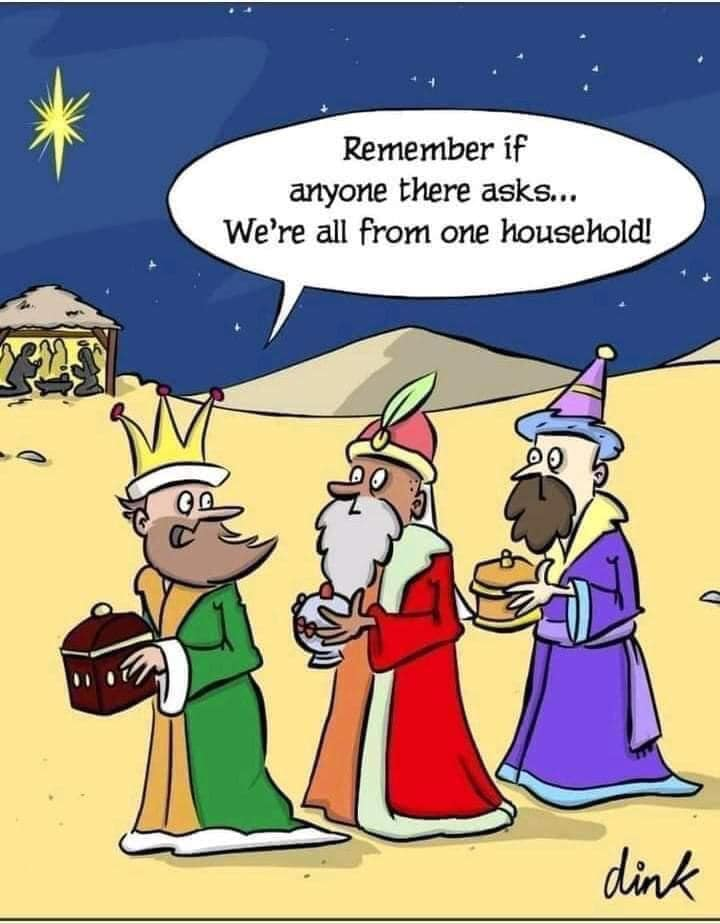 Remember if
anyone there asks...
We're all from one household!
dink